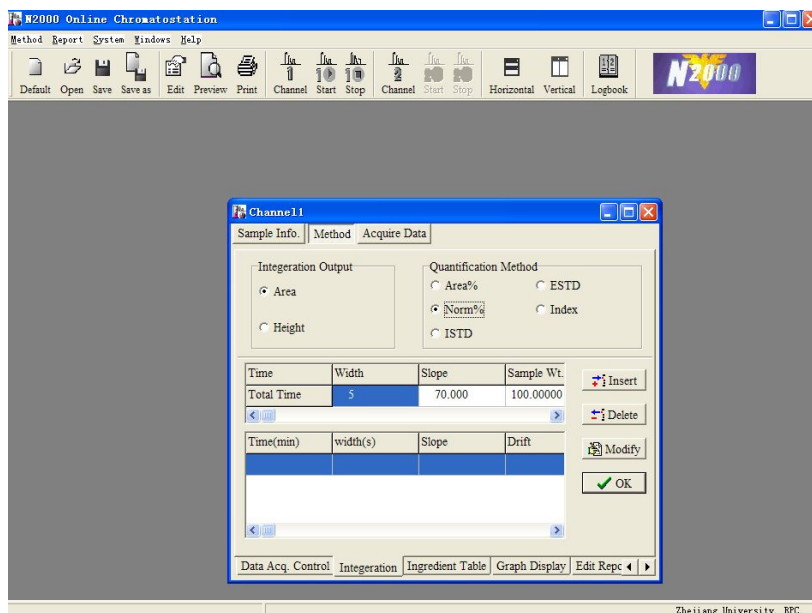 N2000 Online Chromatostation
Method Report System Windows Help
Default Open Save Save as Edit Preview Print Channel Start Stop Channel Start Stop Horizontal Vertical Logbook N2000
Channel1
Sample Info. Method Acquire Data
Integeration Output Quantification Method
Area Area% ESTD
Norm% Index
Height ISTD
Time Width Slope Sample Wt.
Total Time 5 70.000 100.00000
Insert
Delete
Time(min) width(s) Slope Drift
Modify
OK
Data Acq. Control Integeration Ingredient Table Graph Display Edit Repo
Zhejiang University BPC